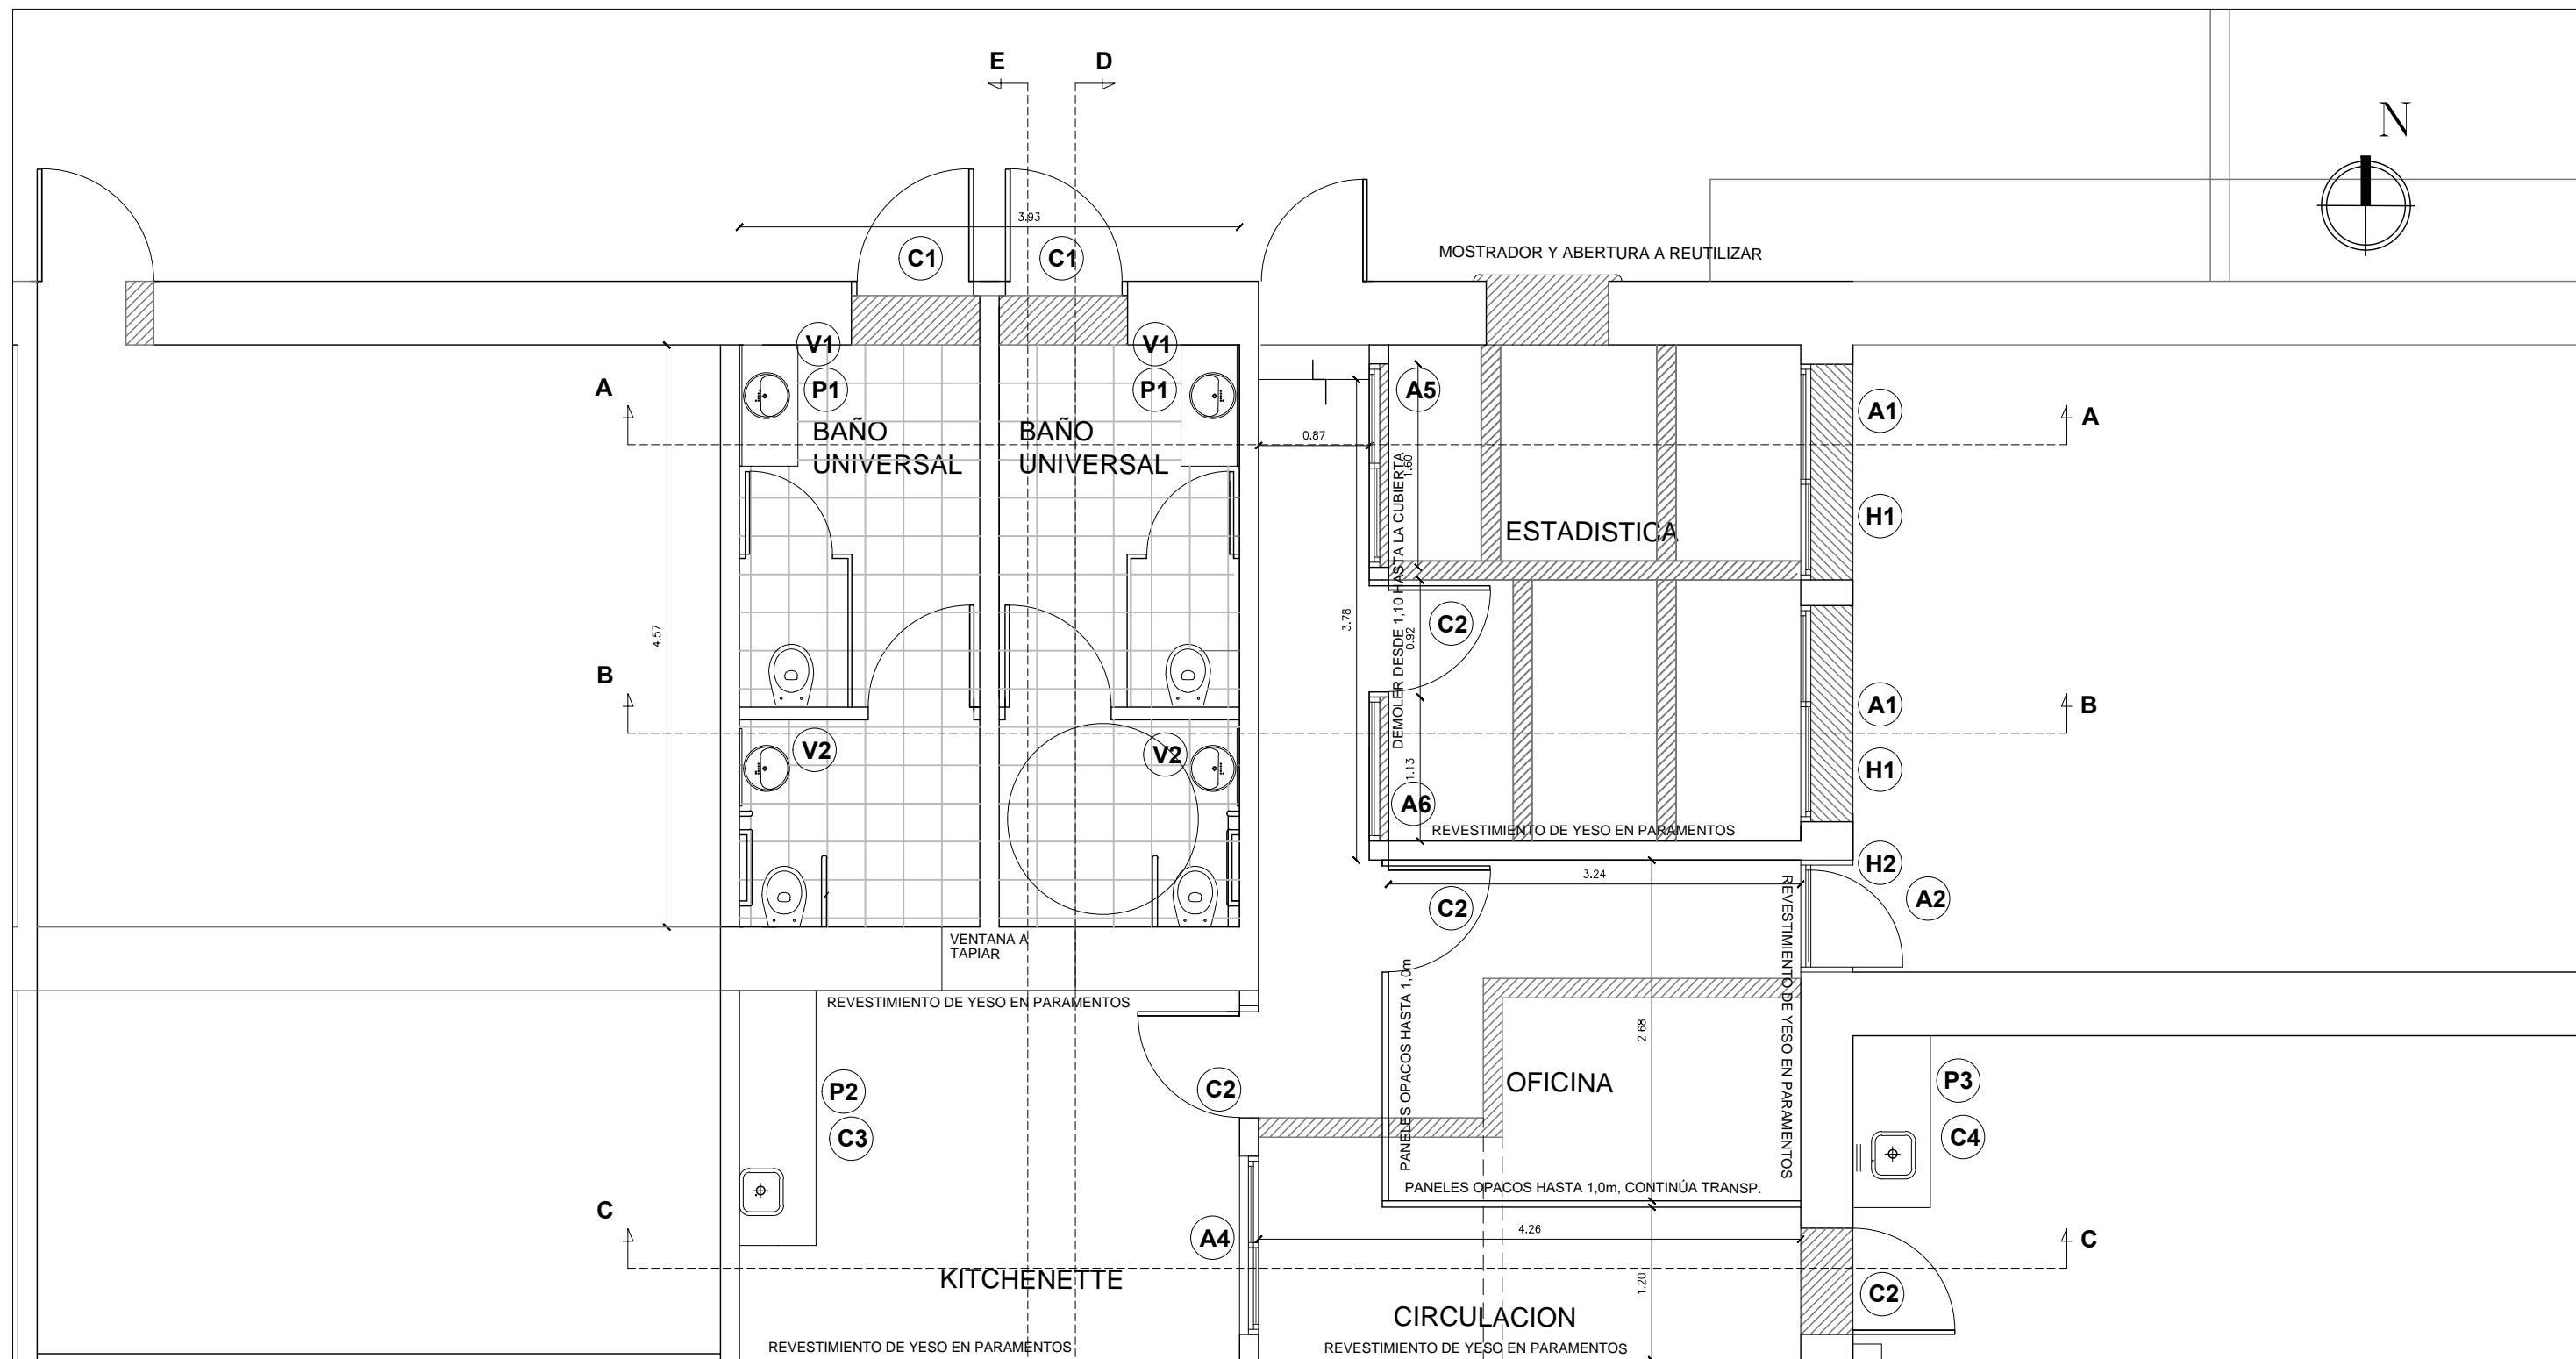 E
D
N
3.93
C1
C1
MOSTRADOR Y ABERTURA A REUTILIZAR
V1
V1
A
P1
P1
A5
A1
A
BAÑO
UNIVERSAL
BAÑO
UNIVERSAL
0.87
1.60
H1
ESTADISTICA
DEMOLER DESDE 1,10 HASTA LA CUBIERTA
4.57
3.78
C2
0.92
B
A1
B
V2
V2
1.13
H1
A6
REVESTIMIENTO DE YESO EN PARAMENTOS
H2
3.24
A2
C2
REVESTIMIENTO DE YESO EN PARAMENTOS
VENTANA A
TAPIAR
PANELES OPACOS HASTA 1,0m
REVESTIMIENTO DE YESO EN PARAMENTOS
2.68
P2
C2
OFICINA
P3
C3
C4
PANELES OPACOS HASTA 1,0m, CONTINÚA TRANSP.
C
A4
4.26
C
KITCHENETTE
1.20
C2
CIRCULACION
REVESTIMIENTO DE YESO EN PARAMENTOS
REVESTIMIENTO DE YESO EN PARAMENTOS